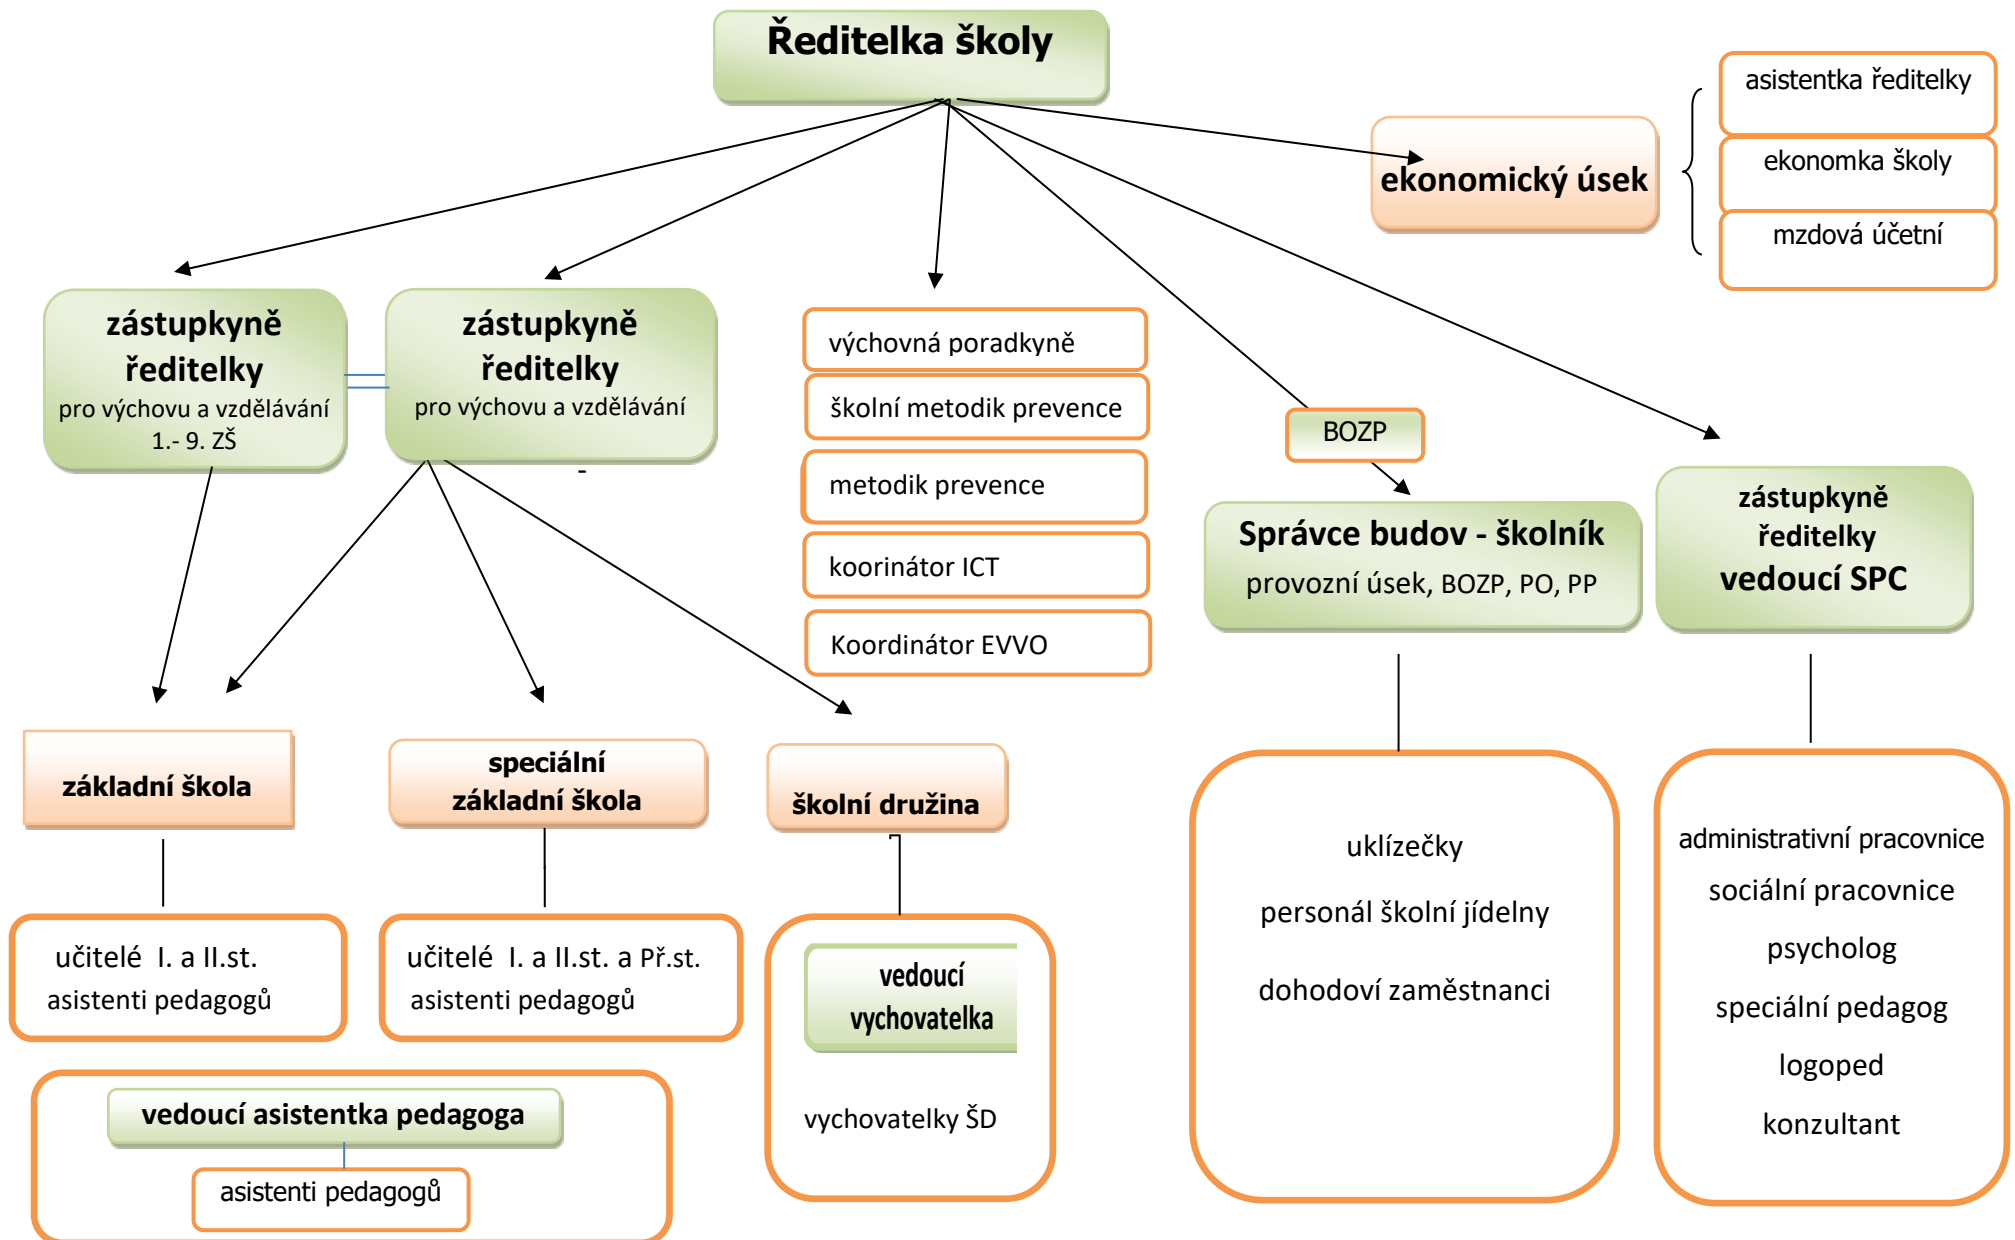 Ředitelka školy
asistentka ředitelky
ekonomický úsek
ekonomka školy
mzdová účetní
zástupkyně
ředitelky
pro výchovu a vzdělávání
1.- 9. ZŠ
zástupkyně
ředitelky
pro výchovu a vzdělávání
-
výchovná poradkyně
školní metodik prevence
metodik prevence
koorinátor ICT
Koordinátor EVVO
BOZP
Správce budov - školník
provozní úsek, BOZP, PO, PP
zástupkyně
ředitelky
vedoucí SPC
základní škola
speciální
základní škola
školní družina
učitelé I. a II.st.
asistenti pedagogů
učitelé I. a II.st. a Př.st.
asistenti pedagogů
vedoucí
vychovatelka
vychovatelky ŠD
vedoucí asistentka pedagoga
asistenti pedagogů
uklízečky
personál školní jídelny
dohodoví zaměstnanci
administrativní pracovnice
sociální pracovnice
psycholog
speciální pedagog
logoped
konzultant